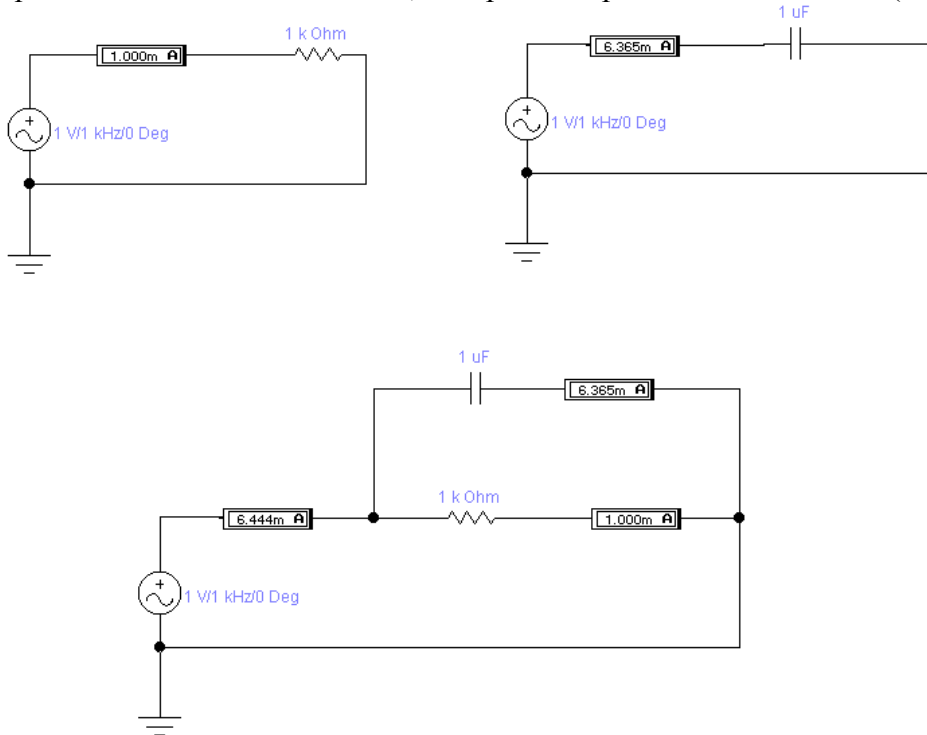 1 k Ohm
1.000m A
1 V/1 kHz/0 Deg
1 uF
6.365m A
1 V/1 kHz/0 Deg
1 uF
6.365m A
1 k Ohm
6.444m A
1.000m A
1 V/1 kHz/0 Deg